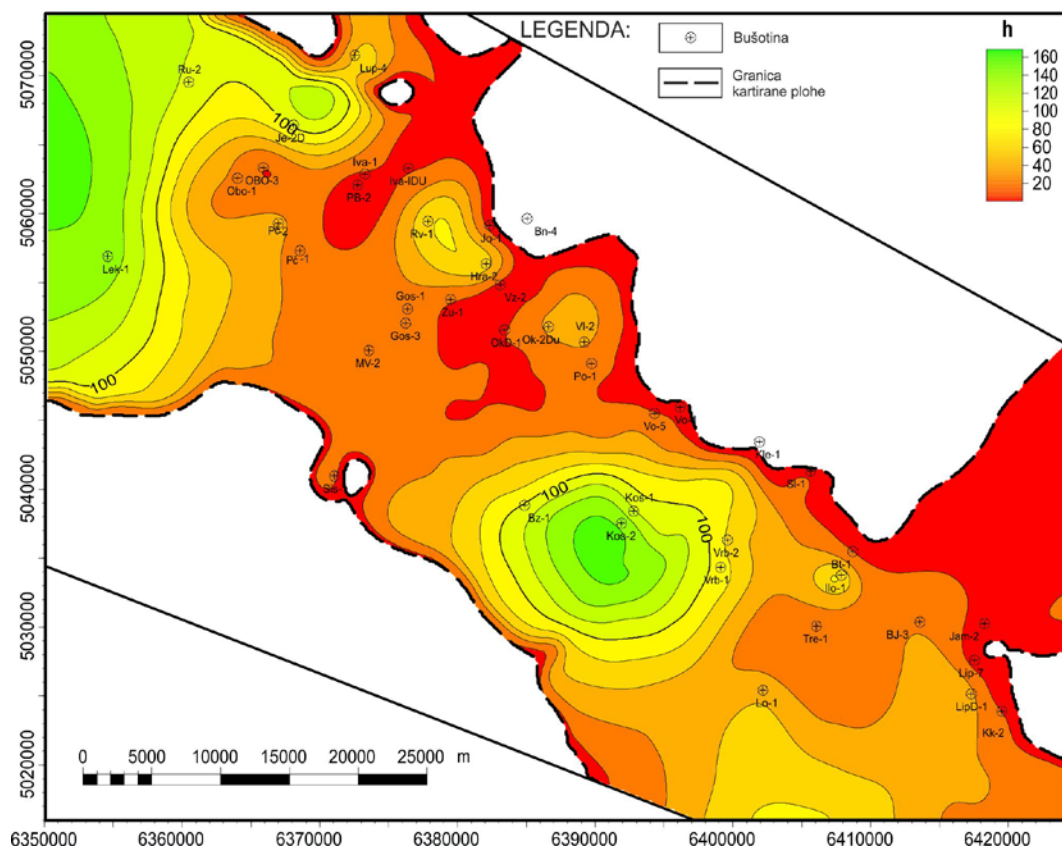 LEGENDA:
Bušotina
Granica
kartirane plohe
h
160
140
120
100
80
60
40
20
5070000
5060000
5050000
5040000
5030000
5020000
Lup-4
Ru-2
100
Je-2D
Iva-1
Iva-IDU
OBO-3
Obo-1
PB-2
Rv-1
Jo-1
Bn-4
Pc-1
Lek-1
Hra-2
Gos-1
Zu-1
Vz-2
Gos-3
OkD-1
Ok-2Du
Vl-2
MV-2
Po-1
100
Vo-5
Kle-1
Sl-1
100
Kos-1
100
Bz-1
Kos-2
Vrb-2
Vrb-1
Bt-1
Ilo-1
Tre-1
BJ-3
Jam-2
Lip-7
Lo-1
LipD-1
Kk-2
0 5000 10000 15000 20000 25000 m
6350000 6360000 6370000 6380000 6390000 6400000 6410000 6420000